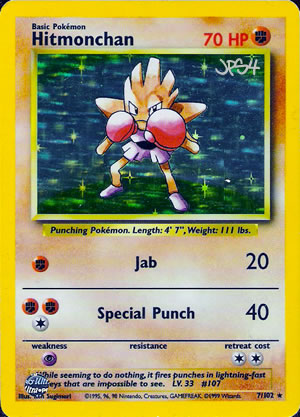 Basic Pokémon
Hitmonchan 70 HP
JPS4
Punching Pokémon. Length: 4' 7", Weight: 111 lbs.
Jab 20
Special Punch 40
weakness resistance retreat cost
While seeming to do nothing, it fires punches in lightning-fast
that are impossible to see. LV. 33 #107
Sugimori ©1995, 96, 98 Nintendo, Creatures, GAMEFREAK. ©1999 Wizards. 7/102 ★